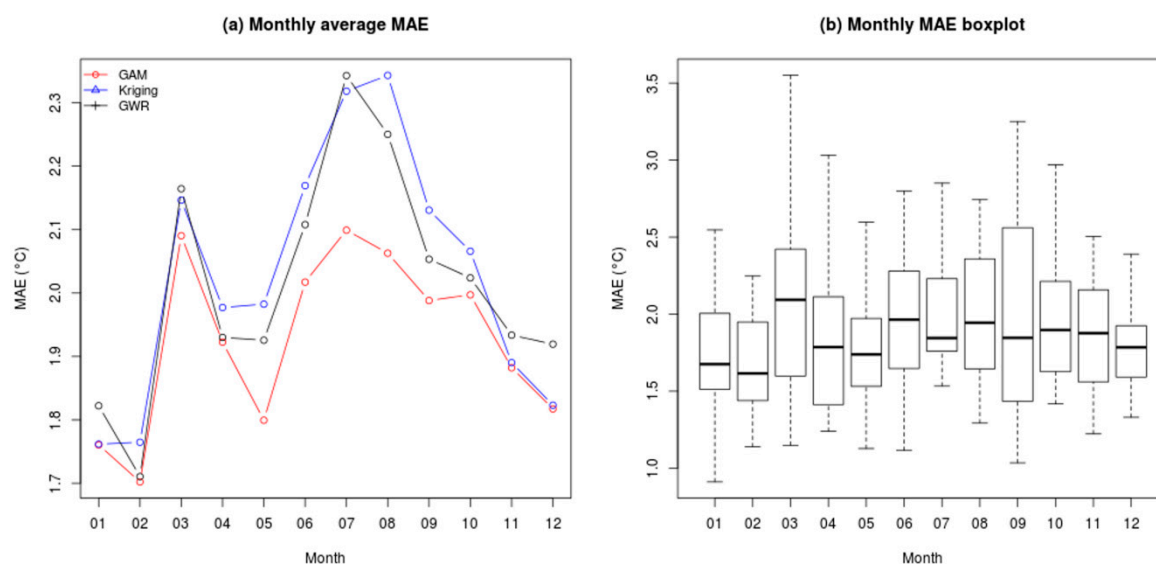 (a) Monthly average MAE
MAE (°C)
2.3
2.2
2.1
2.0
1.9
1.8
1.7
GAM
Kriging
GWR
01 02 03 04 05 06 07 08 09 10 11 12
Month
(b) Monthly MAE boxplot
MAE (°C)
3.5
3.0
2.5
2.0
1.5
1.0
01 02 03 04 05 06 07 08 09 10 11 12
Month